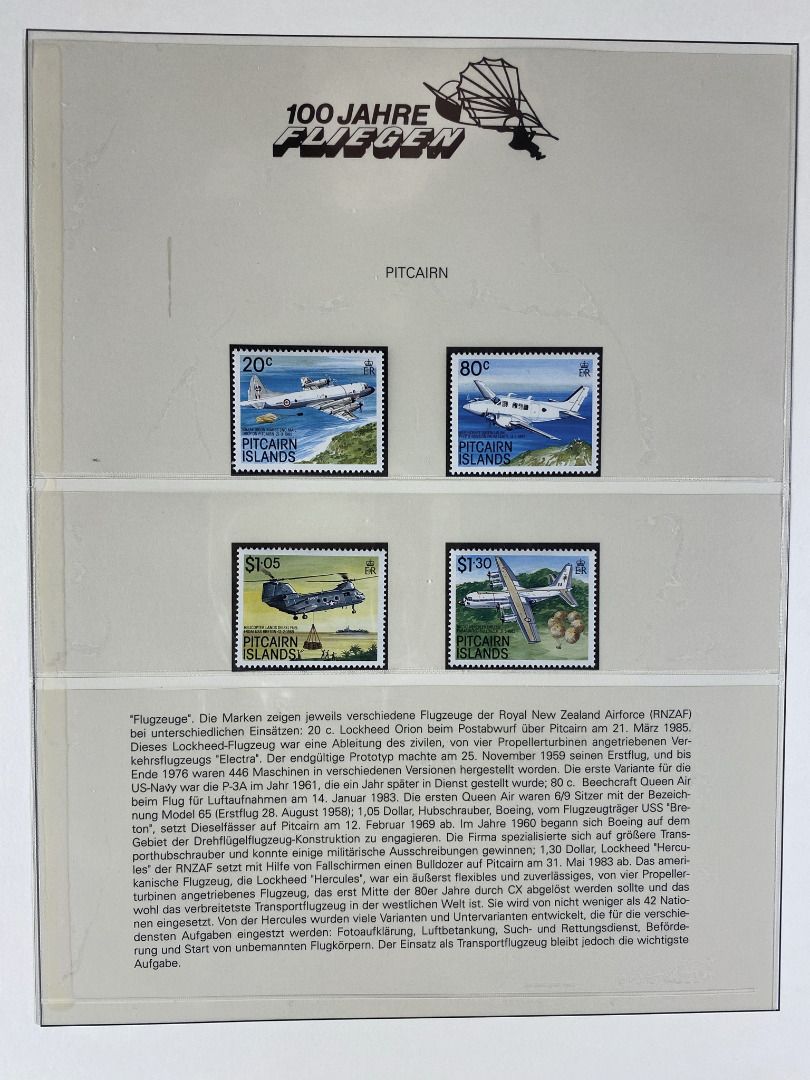 100 JAHRE
FLIEGEN
PITCAIRN
20c
ER
PITCAIRN
ISLANDS
80c
ER
PITCAIRN
ISLANDS
$1·05
ER
PITCAIRN
ISLANDS
$1·30
ER
PITCAIRN
ISLANDS
"Flugzeuge". Die Marken zeigen jeweils verschiedene Flugzeuge der Royal New Zealand Airforce (RNZAF)
bei unterschiedlichen Einsätzen: 20 c. Lockheed Orion beim Postabwurf über Pitcairn am 21. März 1985.
Dieses Lockheed-Flugzeug war eine Ableitung des zivilen, von vier Propellerturbinen angetriebenen Ver-
kehrsflugzeugs "Electra". Der endgültige Prototyp machte am 25. November 1959 seinen Erstflug, und bis
Ende 1976 waren 446 Maschinen in verschiedenen Versionen hergestellt worden. Die erste Variante für die
US-Navy war die P-3A im Jahr 1961, die ein Jahr später in Dienst gestellt wurde; 80 c. Beechcraft Queen Air
beim Flug für Luftaufnahmen am 14. Januar 1983. Die ersten Queen Air waren 6/9 Sitzer mit der Bezeich-
nung Model 65 (Erstflug 28. August 1958); 1,05 Dollar, Hubschrauber, Boeing, vom Flugzeugträger USS "Bre-
ton", setzt Dieselfässer auf Pitcairn am 12. Februar 1969 ab. Im Jahre 1960 begann sich Boeing auf dem
Gebiet der Drehflügelflugzeug-Konstruktion zu engagieren. Die Firma spezialisierte sich auf größere Trans-
porthubschrauber und konnte einige militärische Ausschreibungen gewinnen; 1,30 Dollar, Lockheed "Hercu-
les" der RNZAF setzt mit Hilfe von Fallschirmen einen Bulldozer auf Pitcairn am 31. Mai 1983 ab. Das ameri-
kanische Flugzeug, die Lockheed "Hercules", war ein äußerst flexibles und zuverlässiges, von vier Propeller-
turbinen angetriebenes Flugzeug, das erst Mitte der 80er Jahre durch CX abgelöst werden sollte und das
wohl das verbreitetste Transportflugzeug in der westlichen Welt ist. Sie wird von nicht weniger als 42 Natio-
nen eingesetzt. Von der Hercules wurden viele Varianten und Untervarianten entwickelt, die für die verschie-
densten Aufgaben eingestzt werden: Fotoaufklärung, Luftbetankung, Such- und Rettungsdienst, Beförde-
rung und Start von unbemannten Flugkörpern. Der Einsatz als Transportflugzeug bleibt jedoch die wichtigste
Aufgabe.